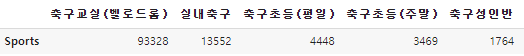 축구교실(벨로드롬) 실내축구 축구초등(평일) 축구초등(주말) 축구성인반
Sports 93328 13552 4448 3469 1764